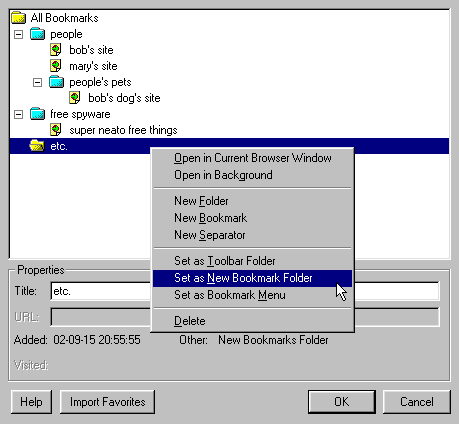 All Bookmarks
people
bob's site
mary's site
people's pets
bob's dog's site
free spyware
super neato free things
etc.
Open in Current Browser Window
Open in Background
New Folder
New Bookmark
New Separator
Set as Toolbar Folder
Set as New Bookmark Folder
Set as Bookmark Menu
Delete
Properties
Title: etc.
URL:
Added: 02-09-15 20:55:55 Other: New Bookmarks Folder
Visited:
Help Import Favorites OK Cancel